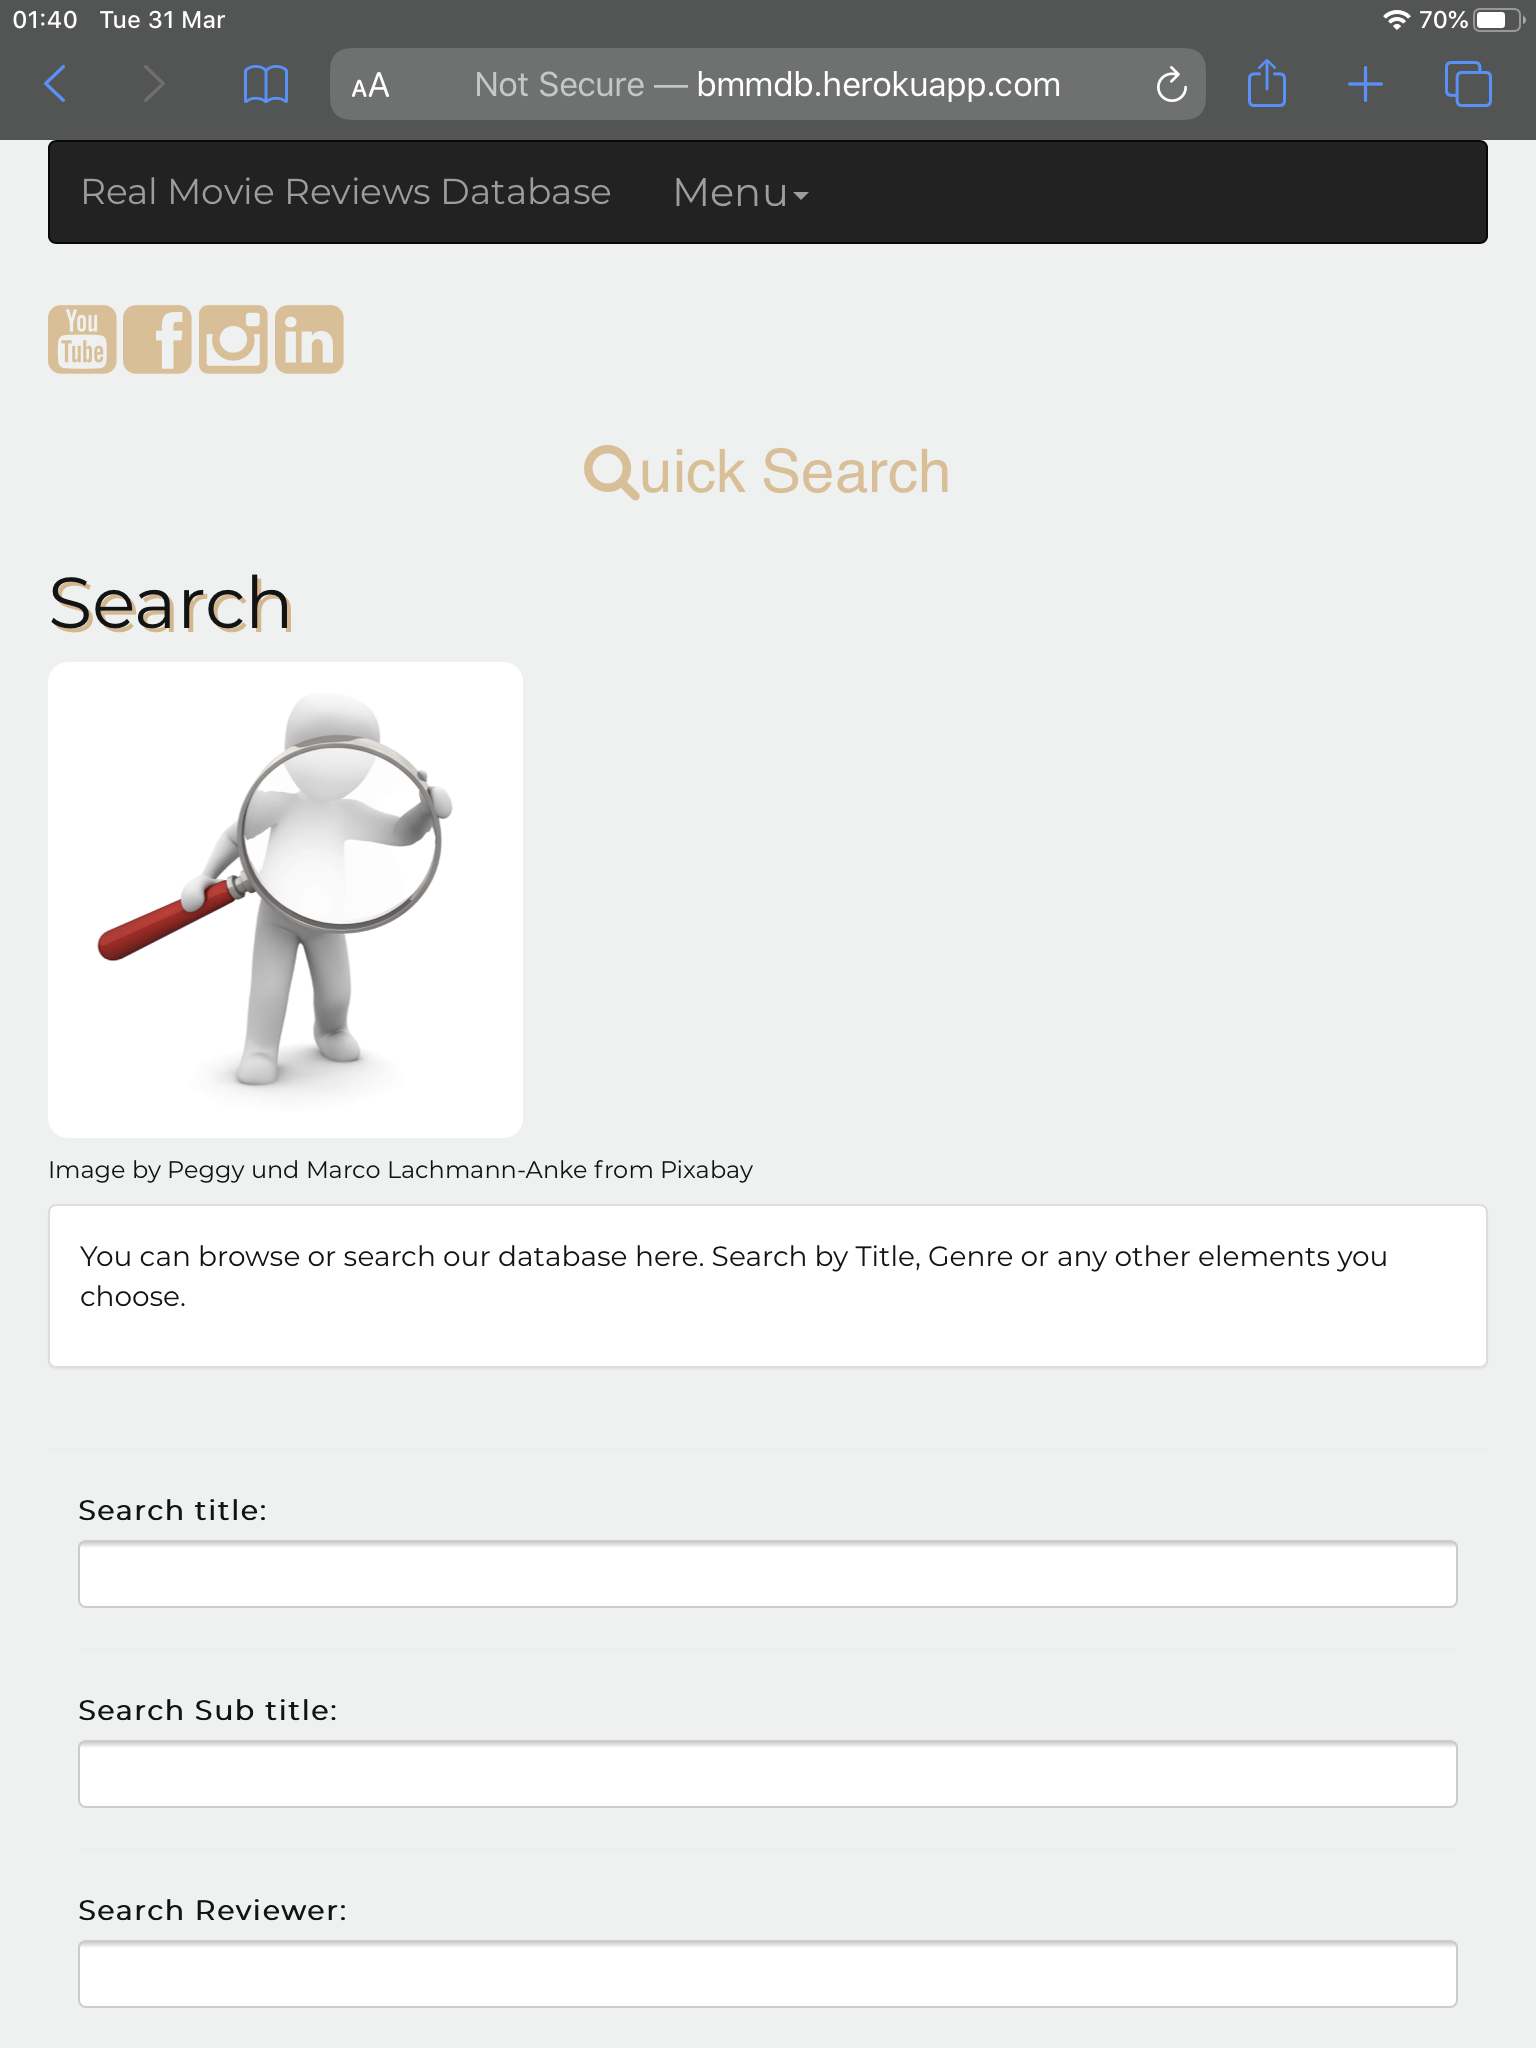 01:40 Tue 31 Mar 70%
AA Not Secure — bmmdb.herokuapp.com
Real Movie Reviews Database Menu
You
Tube
f
in
Quick Search
Search
Image by Peggy und Marco Lachmann-Anke from Pixabay
You can browse or search our database here. Search by Title, Genre or any other elements you
choose.
Search title:
Search Sub title:
Search Reviewer: